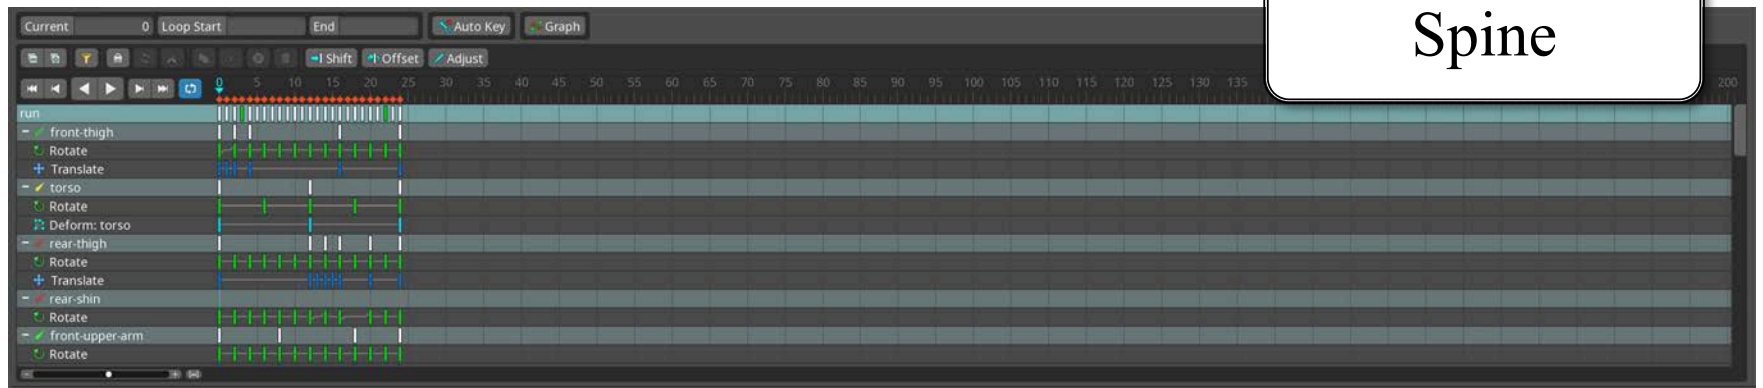 Spine
Current 0 Loop Start End Auto Key Graph
Shift Offset Adjust
0 5 10 15 20 25 30 35 40 45 50 55 60 65 70 75 80 85 90 95 100 105 110 115 120 125 130 135 200
run
front-thigh
Rotate
Translate
torso
Rotate
Deform: torso
rear-thigh
Rotate
Translate
rear-shin
Rotate
front-upper-arm
Rotate